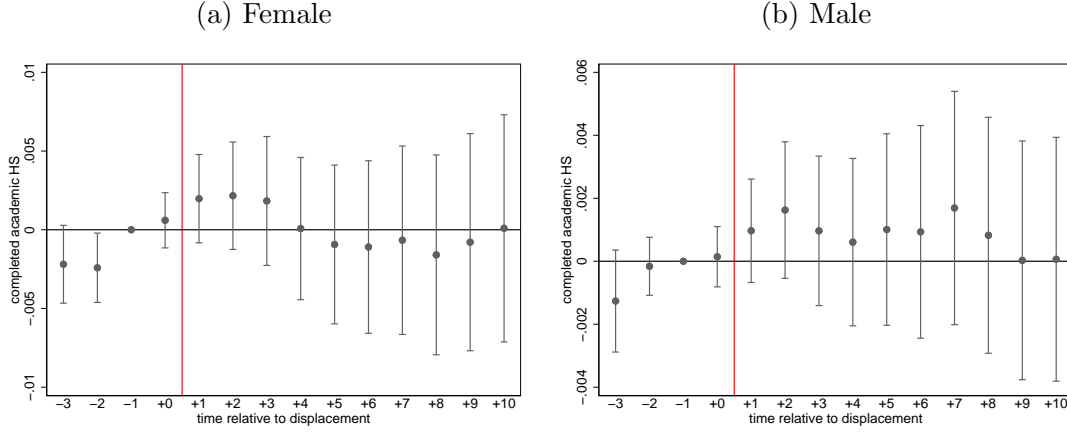 (a) Female
completed academic HS
.01
.005
0
-.005
-.01
−3 −2 −1 +0 +1 +2 +3 +4 +5 +6 +7 +8 +9 +10
time relative to displacement
(b) Male
completed academic HS
.006
.004
.002
0
-.002
-.004
−3 −2 −1 +0 +1 +2 +3 +4 +5 +6 +7 +8 +9 +10
time relative to displacement